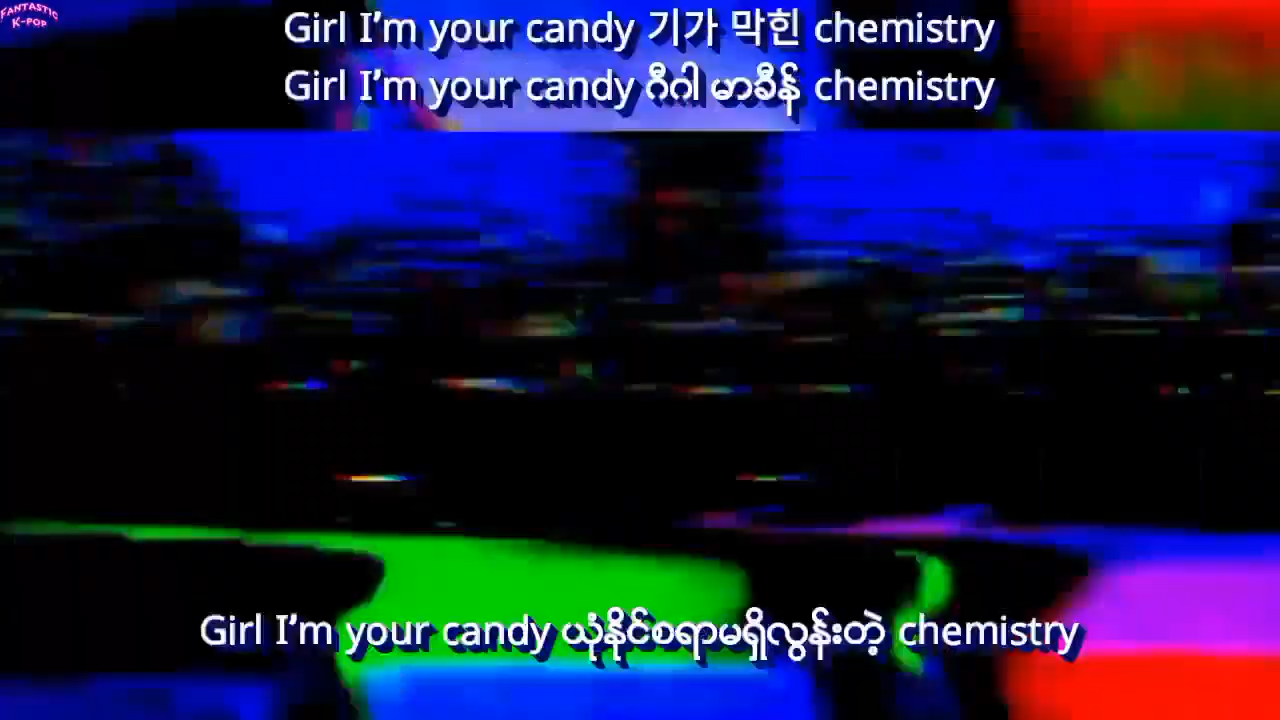 FANTASTIC
K-POP
Girl I’m your candy 기가 막힌 chemistry
Girl I’m your candy ဂီဂါ မာခီန် chemistry
Girl I’m your candy ယုံနိုင်စရာမရှိလွန်းတဲ့ chemistry